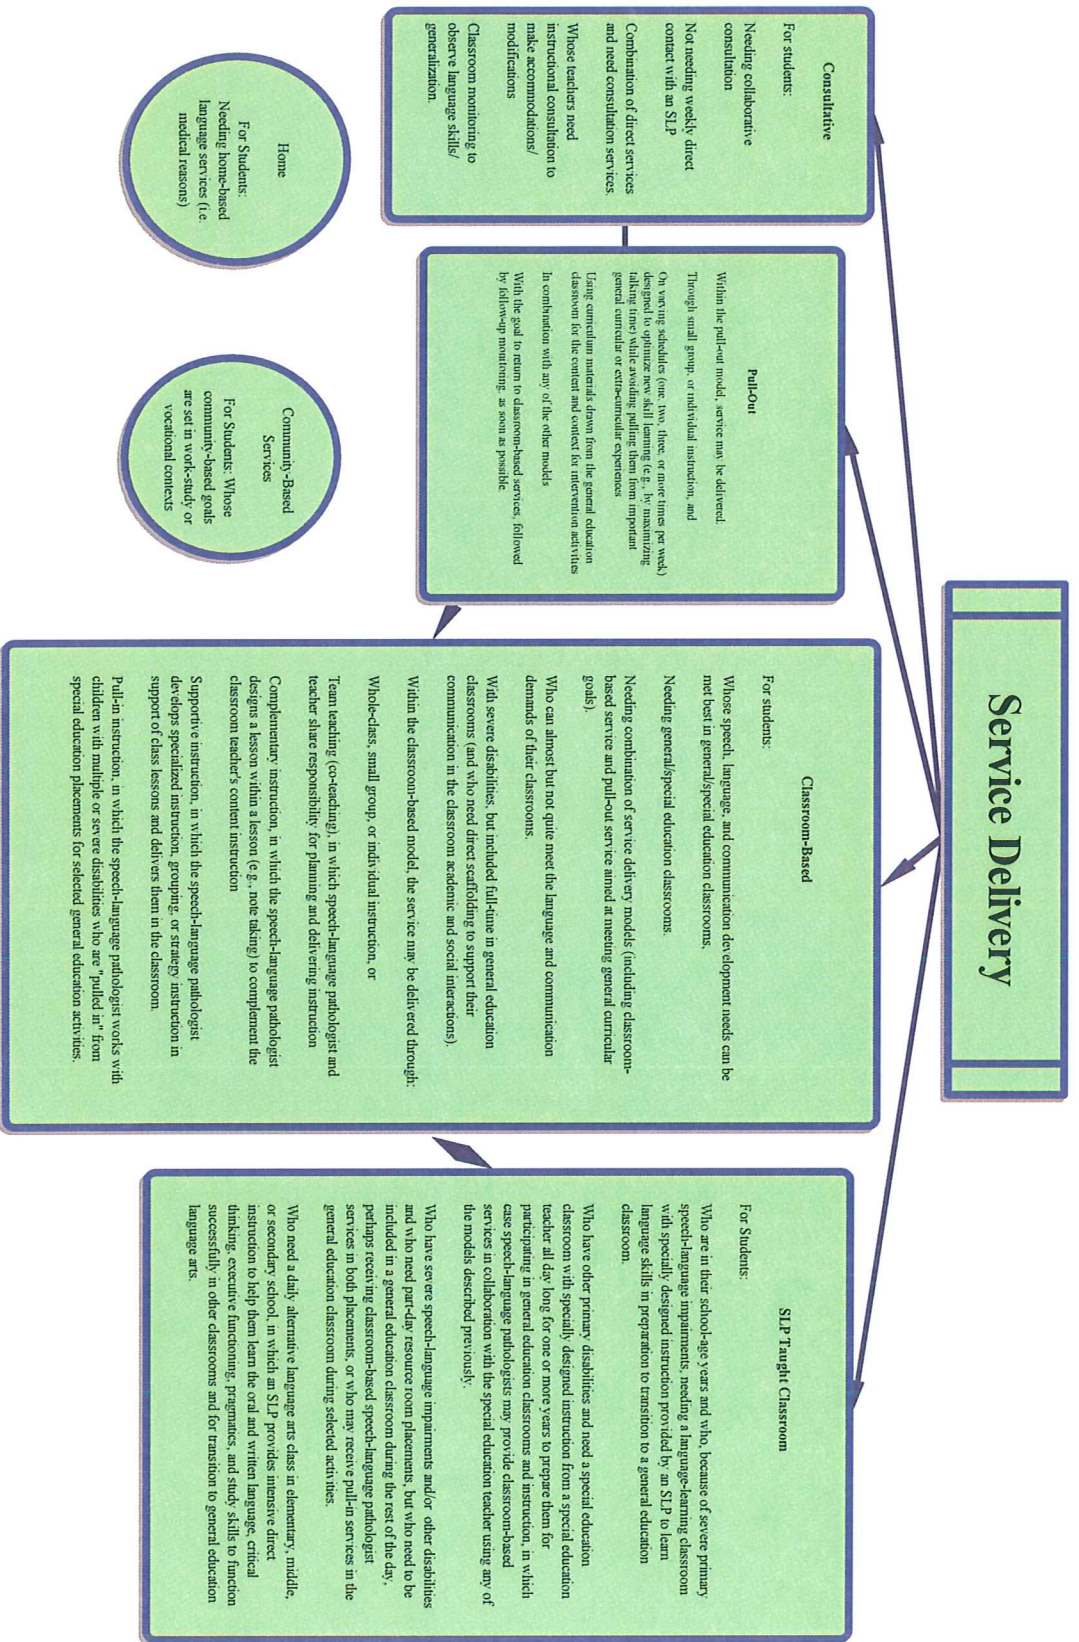 Service Delivery
Consultative
For students:
Needing collaborative
consultation
Not needing weekly direct
contact with an SLP
Combination of direct services
and need consultation services.
Whose teachers need
instructional consultation to
make accommodations/
modifications
Classroom monitoring to
observe language skills/
generalization.
Pull-Out
Within the pull-out model, service may be delivered:
Through small group, or individual instruction, and
On varying schedules (one, two, three, or more times per week)
designed to optimize new skill learning (e.g., by maximizing
talking time) while avoiding pulling them from important
general curricular or extra-curricular experiences
Using curriculum materials drawn from the general education
classroom for the content and context for intervention activities
In combination with any of the other models
With the goal to return to classroom-based services, followed
by follow-up monitoring, as soon as possible.
Classroom-Based
For students:
Whose speech, language, and communication development needs can be
met best in general/special education classrooms,
Needing general/special education classrooms.
Needing combination of service delivery models (including classroom-
based service and pull-out service aimed at meeting general curricular
goals).
Who can almost but not quite meet the language and communication
demands of their classrooms.
With severe disabilities, but included full-time in general education
classrooms (and who need direct scaffolding to support their
communication in the classroom academic and social interactions).
Within the classroom-based model, the service may be delivered through:
Whole-class, small group, or individual instruction, or
Team teaching (co-teaching), in which speech-language pathologist and
teacher share responsibility for planning and delivering instruction
Complementary instruction, in which the speech-language pathologist
designs a lesson within a lesson (e.g., note taking) to complement the
classroom teacher's content instruction
Supportive instruction, in which the speech-language pathologist
develops specialized instruction, grouping, or strategy instruction in
support of class lessons and delivers them in the classroom.
Pull-in instruction, in which the speech-language pathologist works with
children with multiple or severe disabilities who are "pulled in" from
special education placements for selected general education activities.
SLP Taught Classroom
For Students:
Who are in their school-age years and who, because of severe primary
speech-language impairments, needing a language-learning classroom
with specially designed instruction provided by an SLP to learn
language skills in preparation to transition to a general education
classroom.
Who have other primary disabilities and need a special education
classroom with specially designed instruction from a special education
teacher all day long for one or more years to prepare them for
participating in general education classrooms and instruction, in which
case speech-language pathologists may provide classroom-based
services in collaboration with the special education teacher using any of
the models described previously.
Who have severe speech-language impairments and/or other disabilities
and who need part-day resource room placements, but who need to be
included in a general education classroom during the rest of the day,
perhaps receiving classroom-based speech-language pathologist
services in both placements, or who may receive pull-in services in the
general education classroom during selected activities.
Who need a daily alternative language arts class in elementary, middle,
or secondary school, in which an SLP provides intensive direct
instruction to help them learn the oral and written language, critical
thinking, executive functioning, pragmatics, and study skills to function
successfully in other classrooms and for transition to general education
language arts.
Home
For Students:
Needing home-based
language services (i.e.
medical reasons)
Community-Based
Services
For Students: Whose
community-based goals
are set in work-study or
vocational contexts